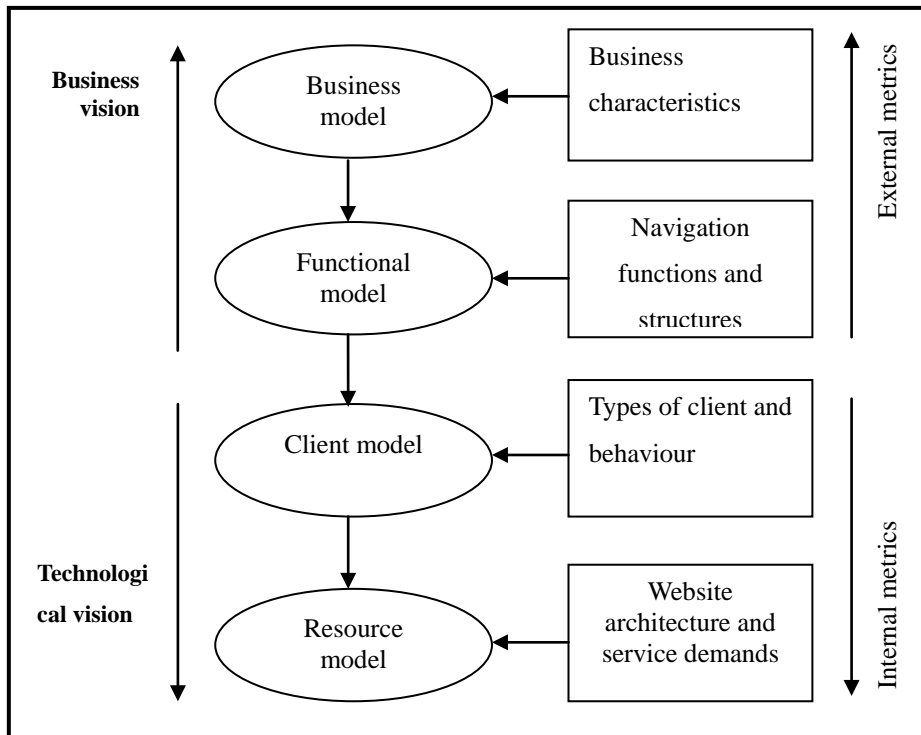 Business
vision
Business
model
Business
characteristics
External metrics
Functional
model
Navigation
functions and
structures
Client model
Types of client and
behaviour
Technologi
cal vision
Resource
model
Website
architecture and
service demands
Internal metrics